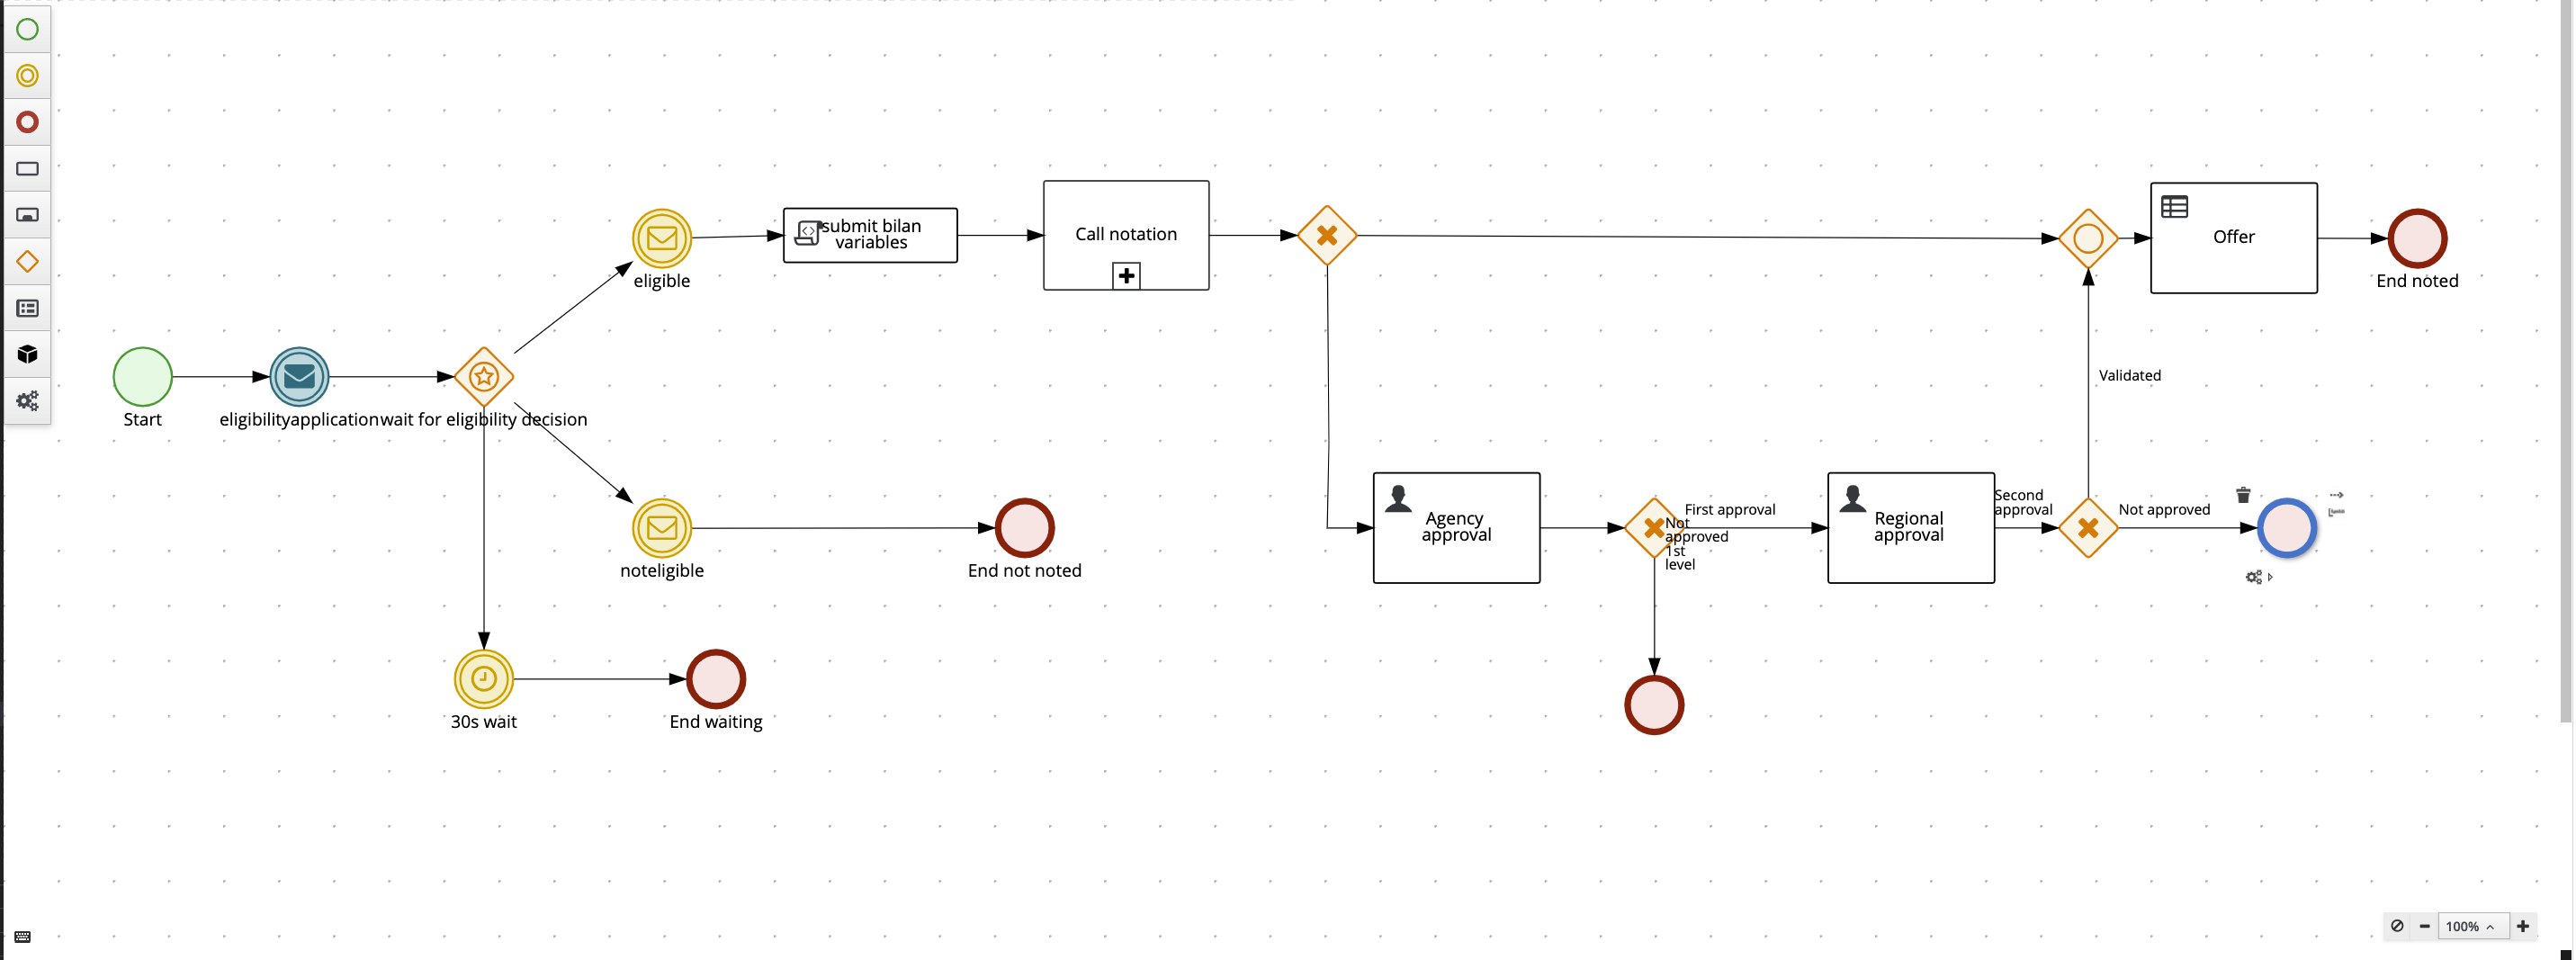 submit bilan
variables
Call notation
Offer
eligible
End noted
Validated
Start
eligibilityapplication
wait for eligibility decision
Agency
approval
First approval
Not
approved
1st
level
Regional
approval
Second
approval
Not approved
noteligible
End not noted
30s wait
End waiting
100%